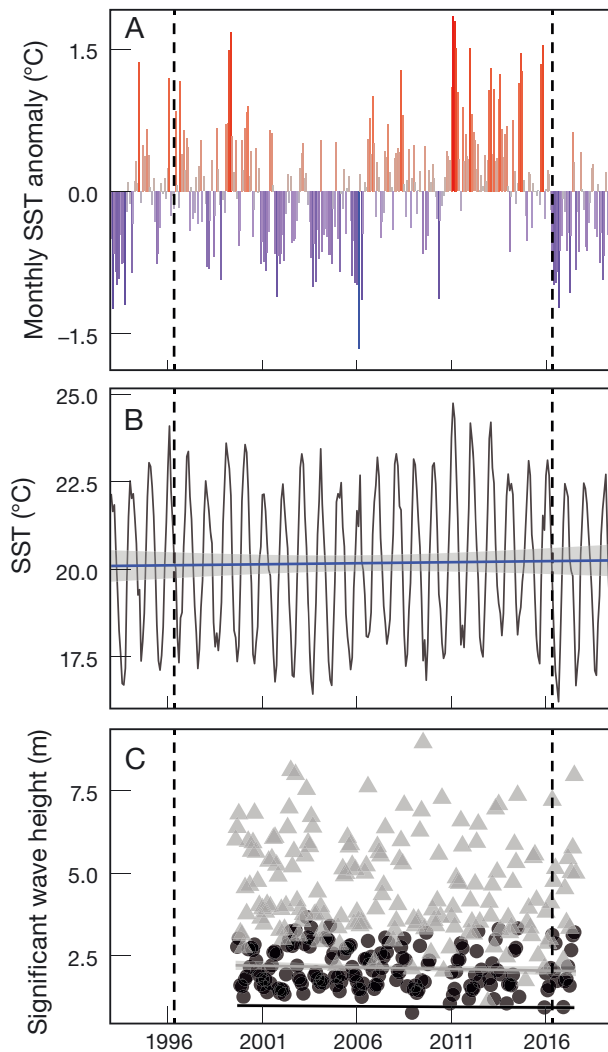 A
Monthly SST anomaly (°C)
1.5
0.0
−1.5
B
SST (°C)
25.0
22.5
20.0
17.5
C
Significant wave height (m)
7.5
5.0
2.5
1996 2001 2006 2011 2016